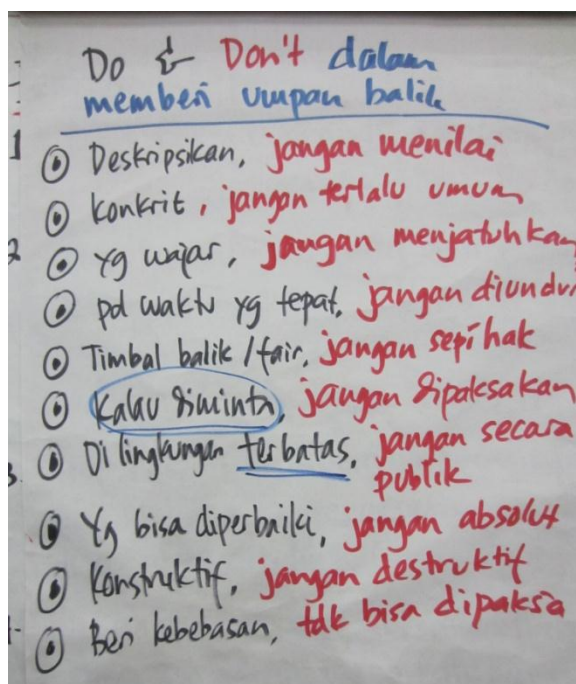 Do & Don't dalam
memberi umpan balik
Deskripsikan, jangan menilai
Konkrit, jangan terlalu umum
Yg wajar, jangan menjatuhkan
pd waktu yg tepat, jangan diundur
Timbal balik / fair, jangan sepihak
Kalau diminta, jangan dipaksakan
Di lingkungan terbatas, jangan secara
publik
Yg bisa diperbaiki, jangan absolut
Konstruktif, jangan destruktif
Beri kebebasan, tdk bisa dipaksa